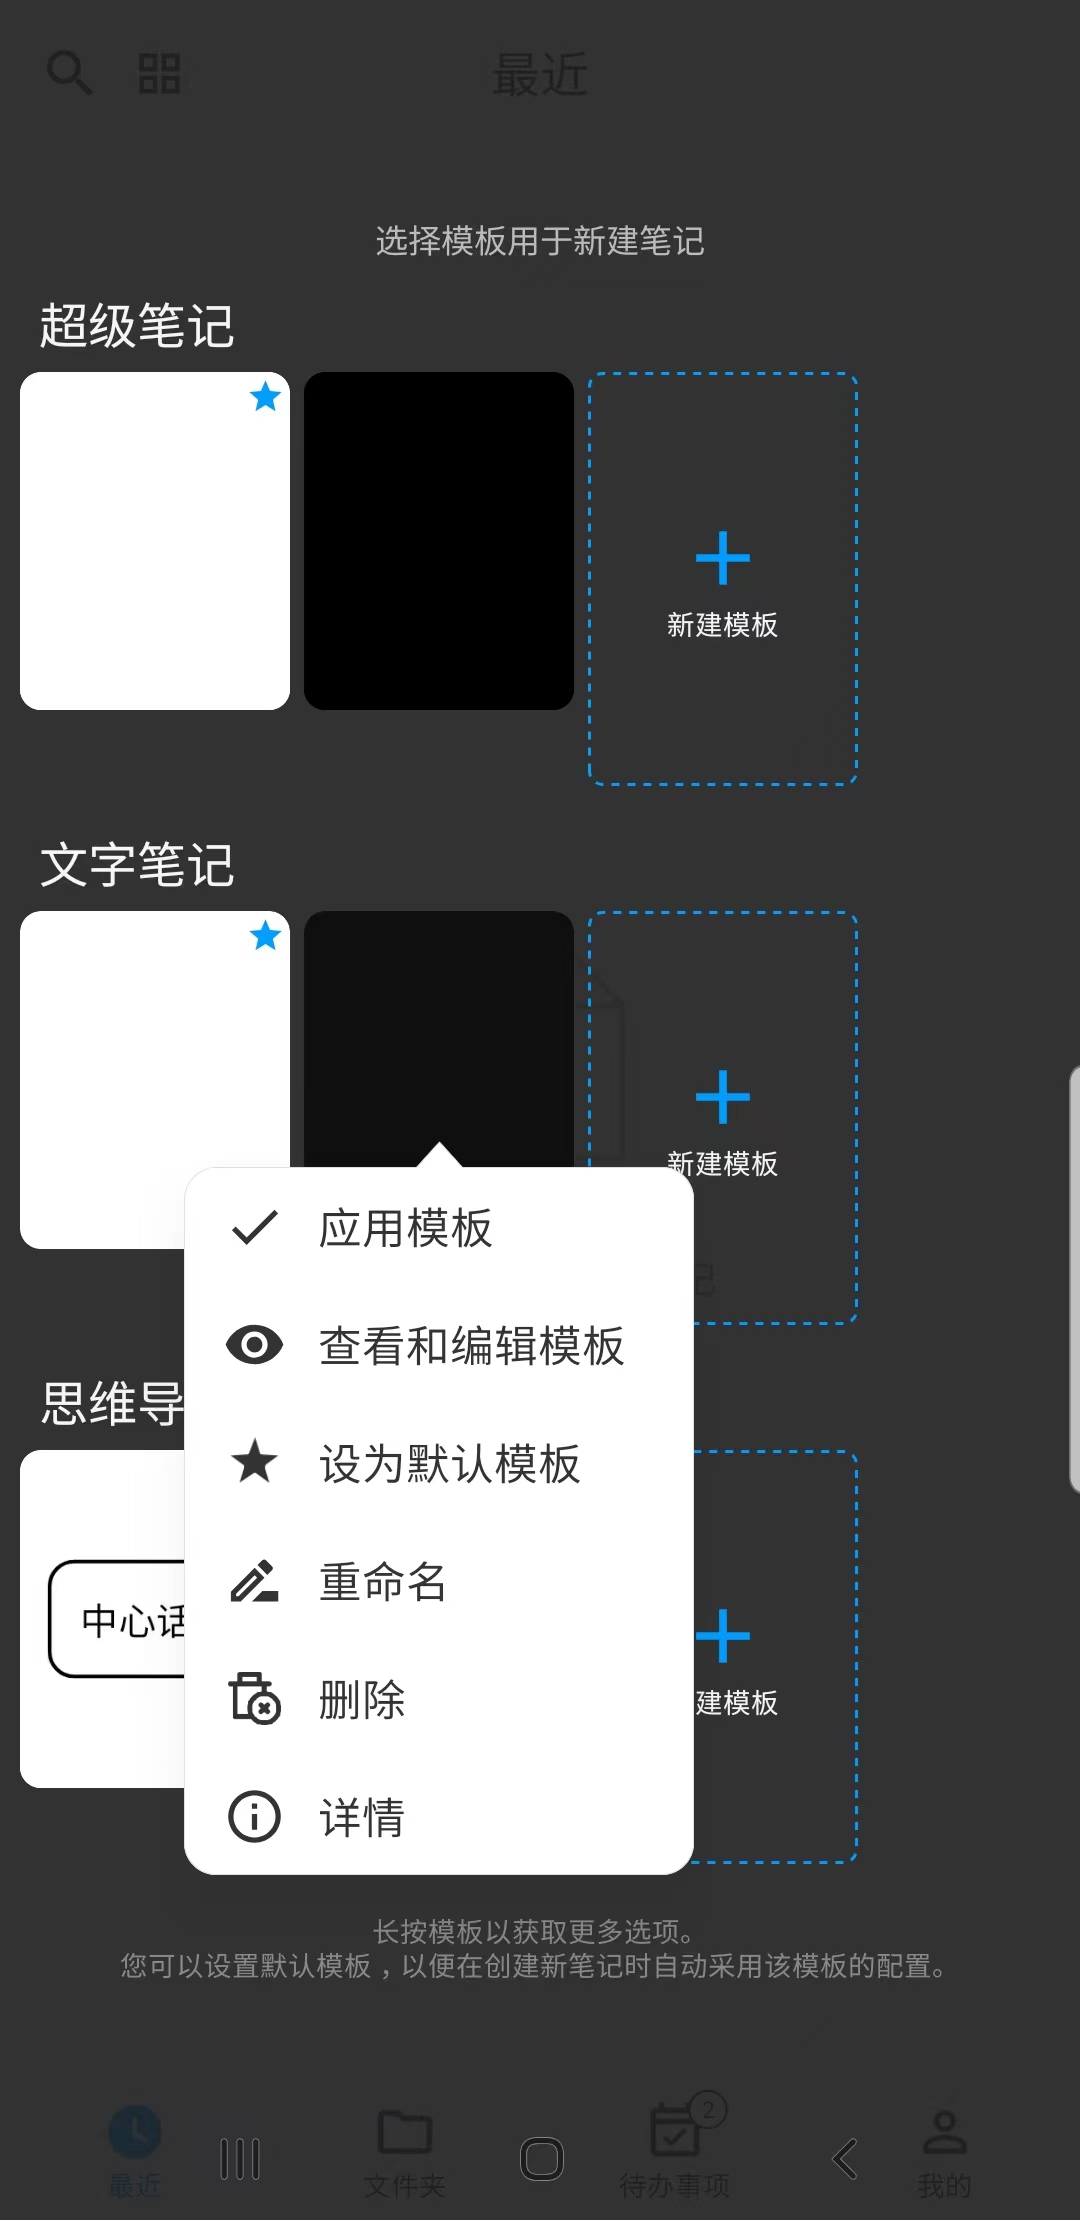 最近
选择模板用于新建笔记
超级笔记
新建模板
文字笔记
新建模板
应用模板
记
查看和编辑模板
思维导
设为默认模板
重命名
中心话
删除
建模板
详情
长按模板以获取更多选项。
您可以设置默认模板，以便在创建新笔记时自动采用该模板的配置。
2
最近
文件夹
待办事项
我的